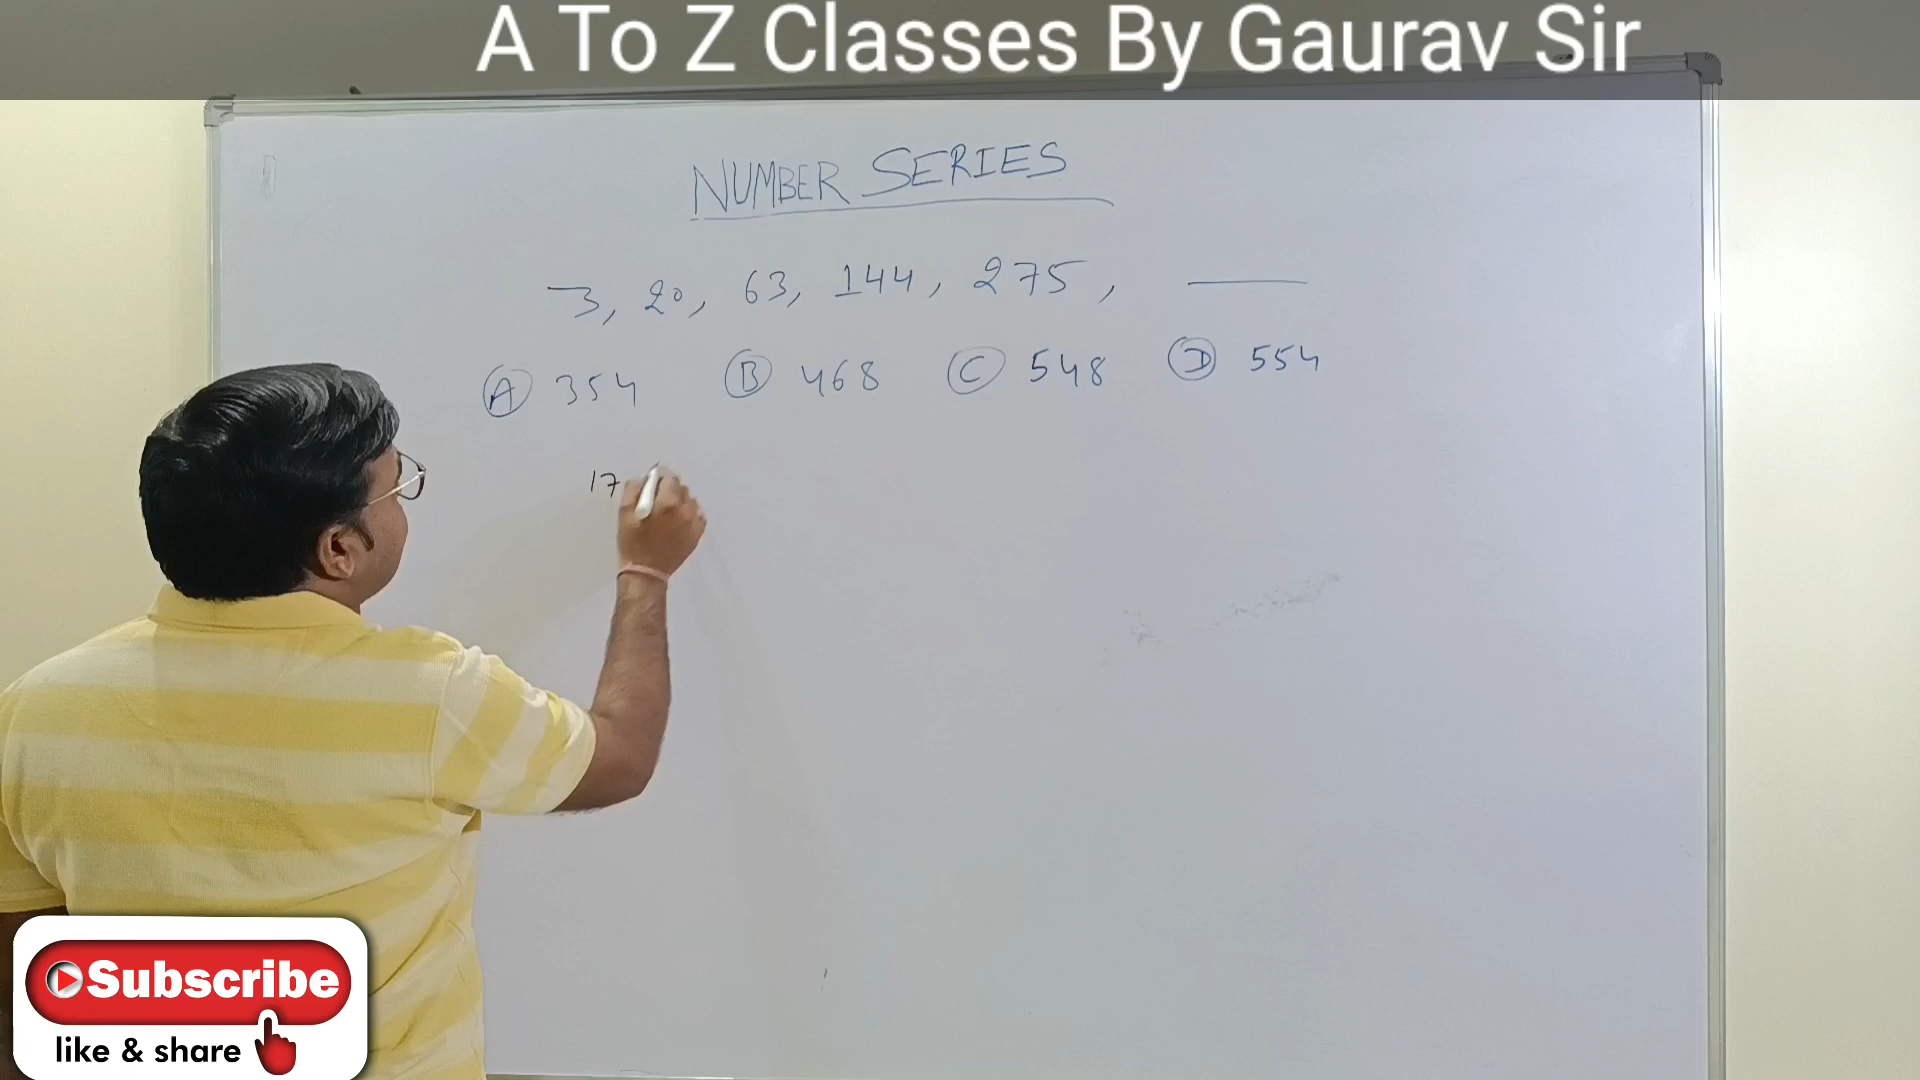 A To Z Classes By Gaurav Sir
NUMBER SERIES
3, 20, 63, 144, 275, ___
(A) 354 (B) 468 (C) 548 (D) 554
17
Subscribe
like & share